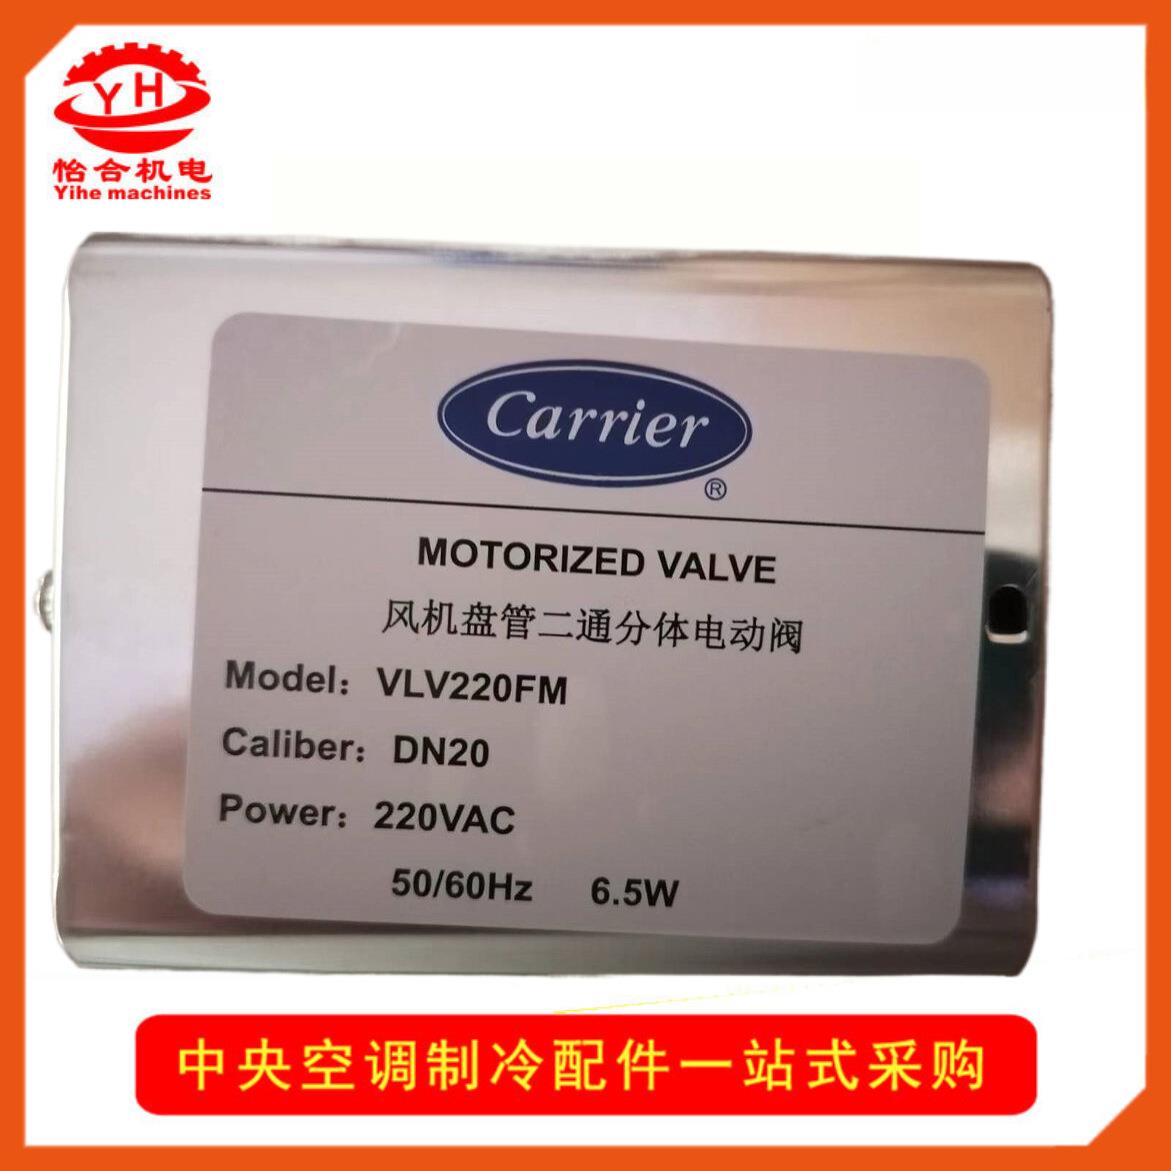 YH
怡合机电
Yihe machines
Carrier
®
MOTORIZED VALVE
风机盘管二通分体电动阀
Model：VLV220FM
Caliber：DN20
Power：220VAC
50/60Hz 6.5W
中央空调制冷配件一站式采购